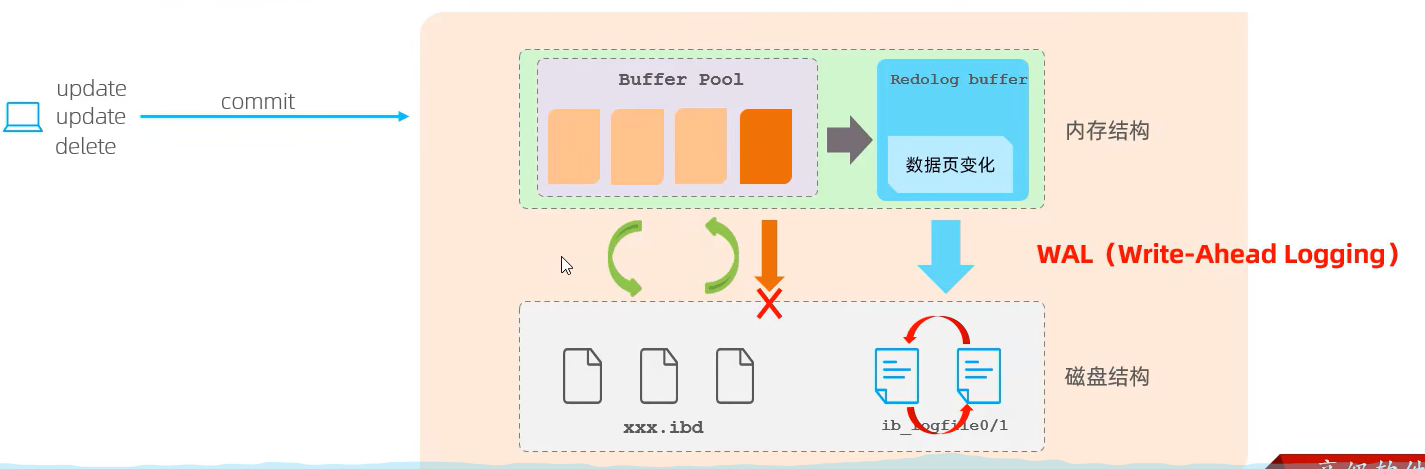 update
update
delete
commit
Buffer Pool
Redolog buffer
数据页变化
内存结构
WAL（Write-Ahead Logging）
xxx.ibd
ib_logfile0/1
磁盘结构